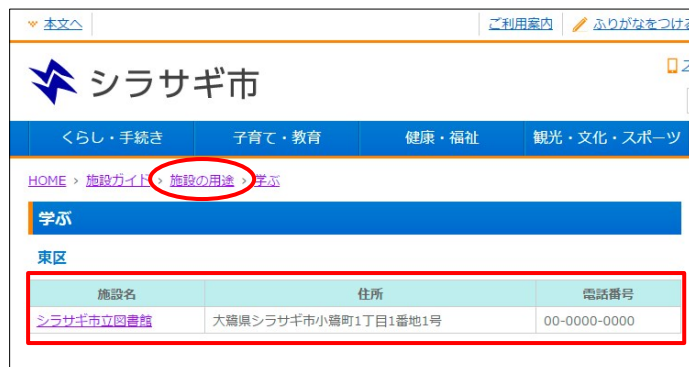 本文へ ご利用案内 ふりがなをつける
シラサギ市
くらし・手続き 子育て・教育 健康・福祉 観光・文化・スポーツ
HOME › 施設ガイド › 施設の用途 › 学ぶ
学ぶ
東区
施設名 住所 電話番号
シラサギ市立図書館 大鷺県シラサギ市小鷺町1丁目1番地1号 00-0000-0000